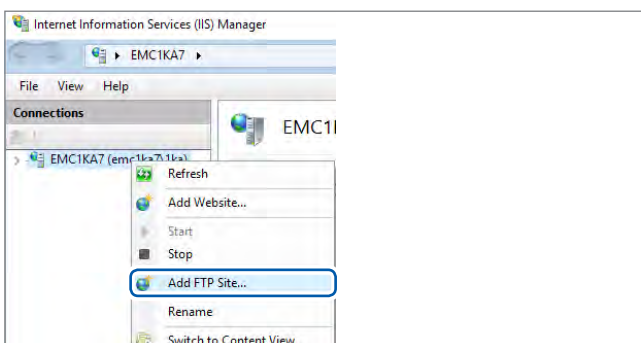 Internet Information Services (IIS) Manager
EMC1KA7
File View Help
Connections
EMC1
EMC1KA7 (emc1ka7\1ka)
Refresh
Add Website...
Start
Stop
Add FTP Site...
Rename
Switch to Content View